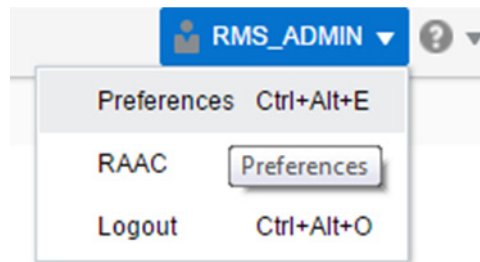 RMS_ADMIN
Preferences Ctrl+Alt+E
RAAC Preferences
Logout Ctrl+Alt+O